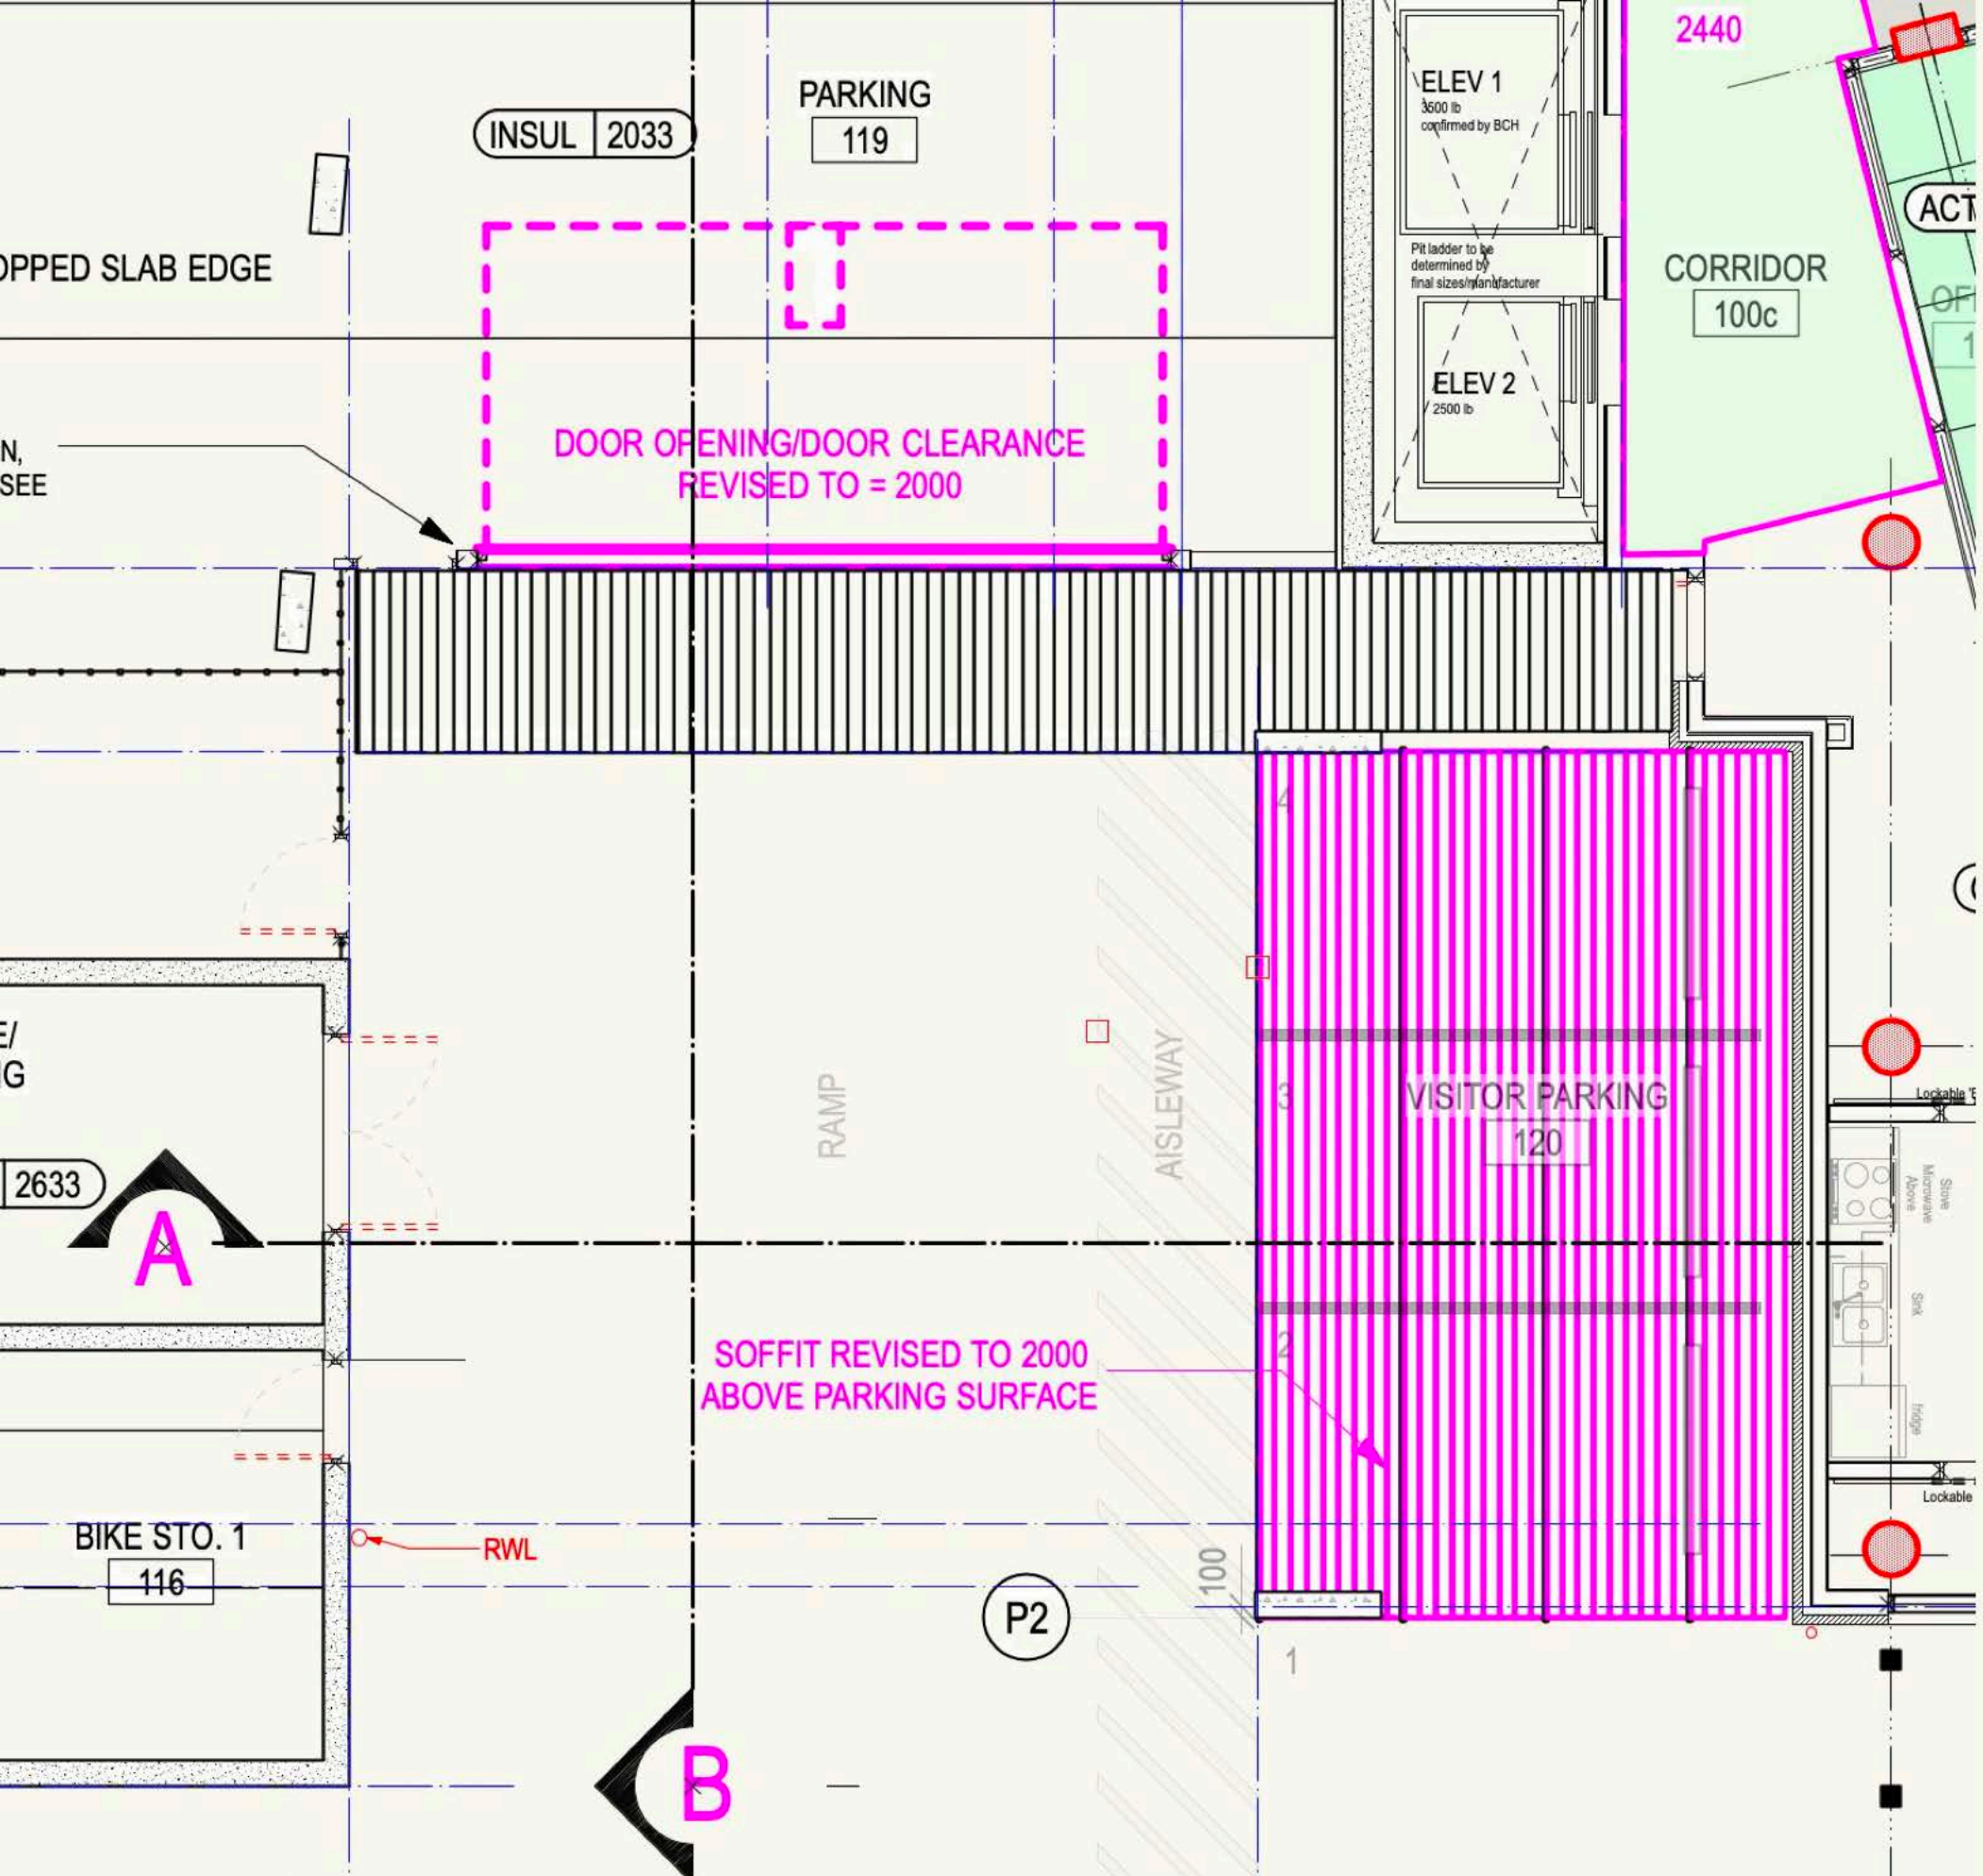 2440
PARKING
119
INSUL 2033
ELEV 1
3500 lb
confirmed by BCH
Pit ladder to be
determined by
final sizes/manufacturer
ELEV 2
2500 lb
ACT
CORRIDOR
100c
OPPED SLAB EDGE
N,
SEE
DOOR OPENING/DOOR CLEARANCE
REVISED TO = 2000
4
3
2
1
RAMP
AISLEWAY
VISITOR PARKING
120
E/
G
2633
A
SOFFIT REVISED TO 2000
ABOVE PARKING SURFACE
Lockable
Stove
Microwave
Above
Sink
fridge
Lockable
BIKE STO. 1
116
RWL
100
P2
B